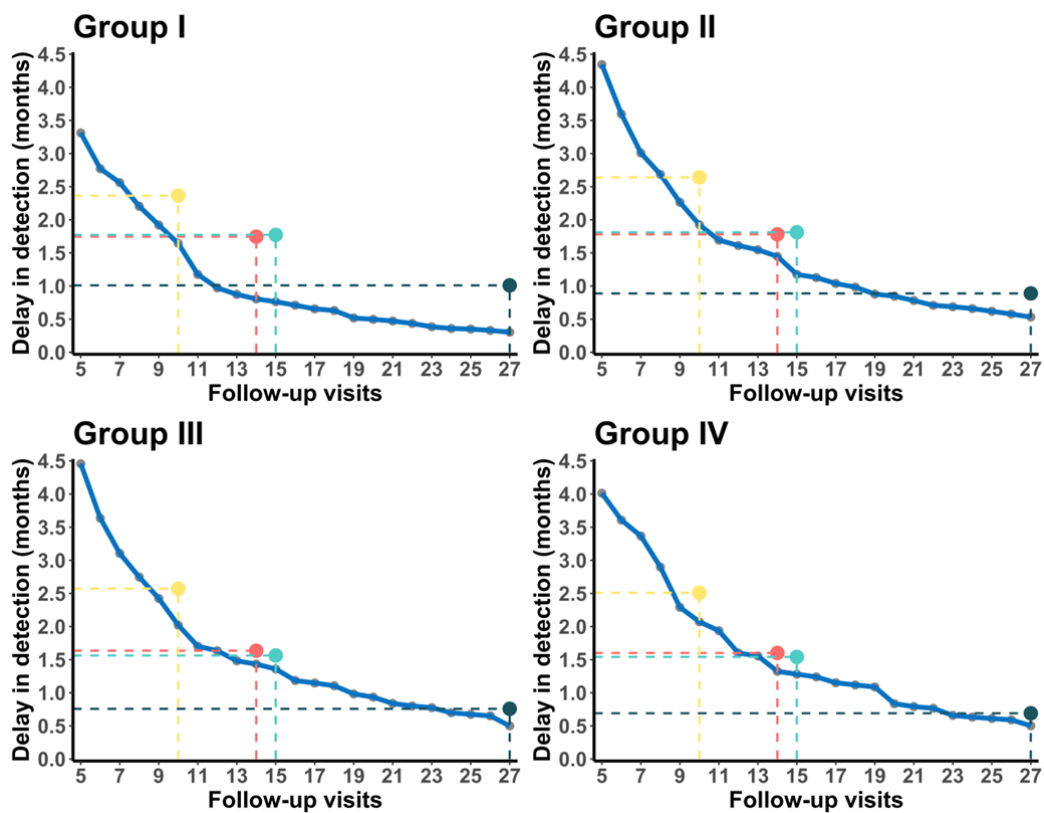 Group I
Delay in detection (months)
4.5
4.0
3.5
3.0
2.5
2.0
1.5
1.0
0.5
0.0
5 7 9 11 13 15 17 19 21 23 25 27
Follow-up visits
Group II
Delay in detection (months)
4.5
4.0
3.5
3.0
2.5
2.0
1.5
1.0
0.5
0.0
5 7 9 11 13 15 17 19 21 23 25 27
Follow-up visits
Group III
Delay in detection (months)
4.5
4.0
3.5
3.0
2.5
2.0
1.5
1.0
0.5
0.0
5 7 9 11 13 15 17 19 21 23 25 27
Follow-up visits
Group IV
Delay in detection (months)
4.5
4.0
3.5
3.0
2.5
2.0
1.5
1.0
0.5
0.0
5 7 9 11 13 15 17 19 21 23 25 27
Follow-up visits